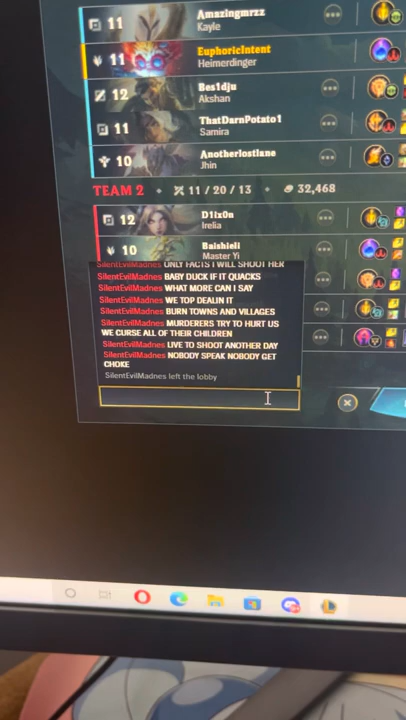 11 Amazingmrzz
Kayle
11 EuphoricIntent
Heimerdinger
12 Bes1dju
Akshan
11 ThatDarnPotato1
Samira
10 Anotherlostlane
Jhin
TEAM 2 • 11 / 20 / 13 • 32,468
12 D1ix0n
Irelia
10 Baishiell
Master Yi
SilentEvilMadnes ONLY FACTS I WILL SHOOT HER
SilentEvilMadnes BABY DUCK IF IT QUACKS
SilentEvilMadnes WHAT MORE CAN I SAY
SilentEvilMadnes WE TOP DEALIN IT
SilentEvilMadnes BURN TOWNS AND VILLAGES
SilentEvilMadnes MURDERERS TRY TO HURT US
WE CURSE ALL OF THEIR CHILDREN
SilentEvilMadnes LIVE TO SHOOT ANOTHER DAY
SilentEvilMadnes NOBODY SPEAK NOBODY GET
CHOKE
SilentEvilMadnes left the lobby